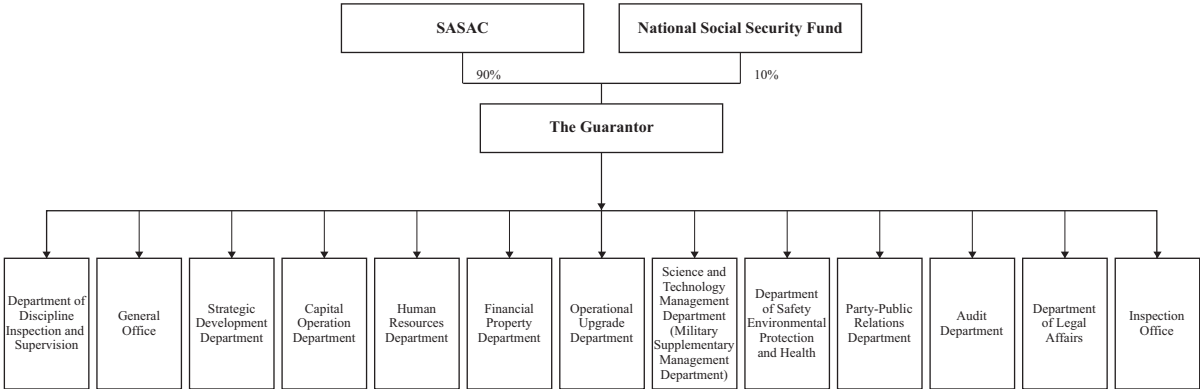 SASAC
National Social Security Fund
90%
10%
The Guarantor
Department of
Discipline
Inspection and
Supervision
General
Office
Strategic
Development
Department
Capital
Operation
Department
Human
Resources
Department
Financial
Property
Department
Operational
Upgrade
Department
Science and
Technology
Management
Department
(Military
Supplementary
Management
Department)
Department
of Safety
Environmental
Protection
and Health
Party-Public
Relations
Department
Audit
Department
Department
of Legal
Affairs
Inspection
Office